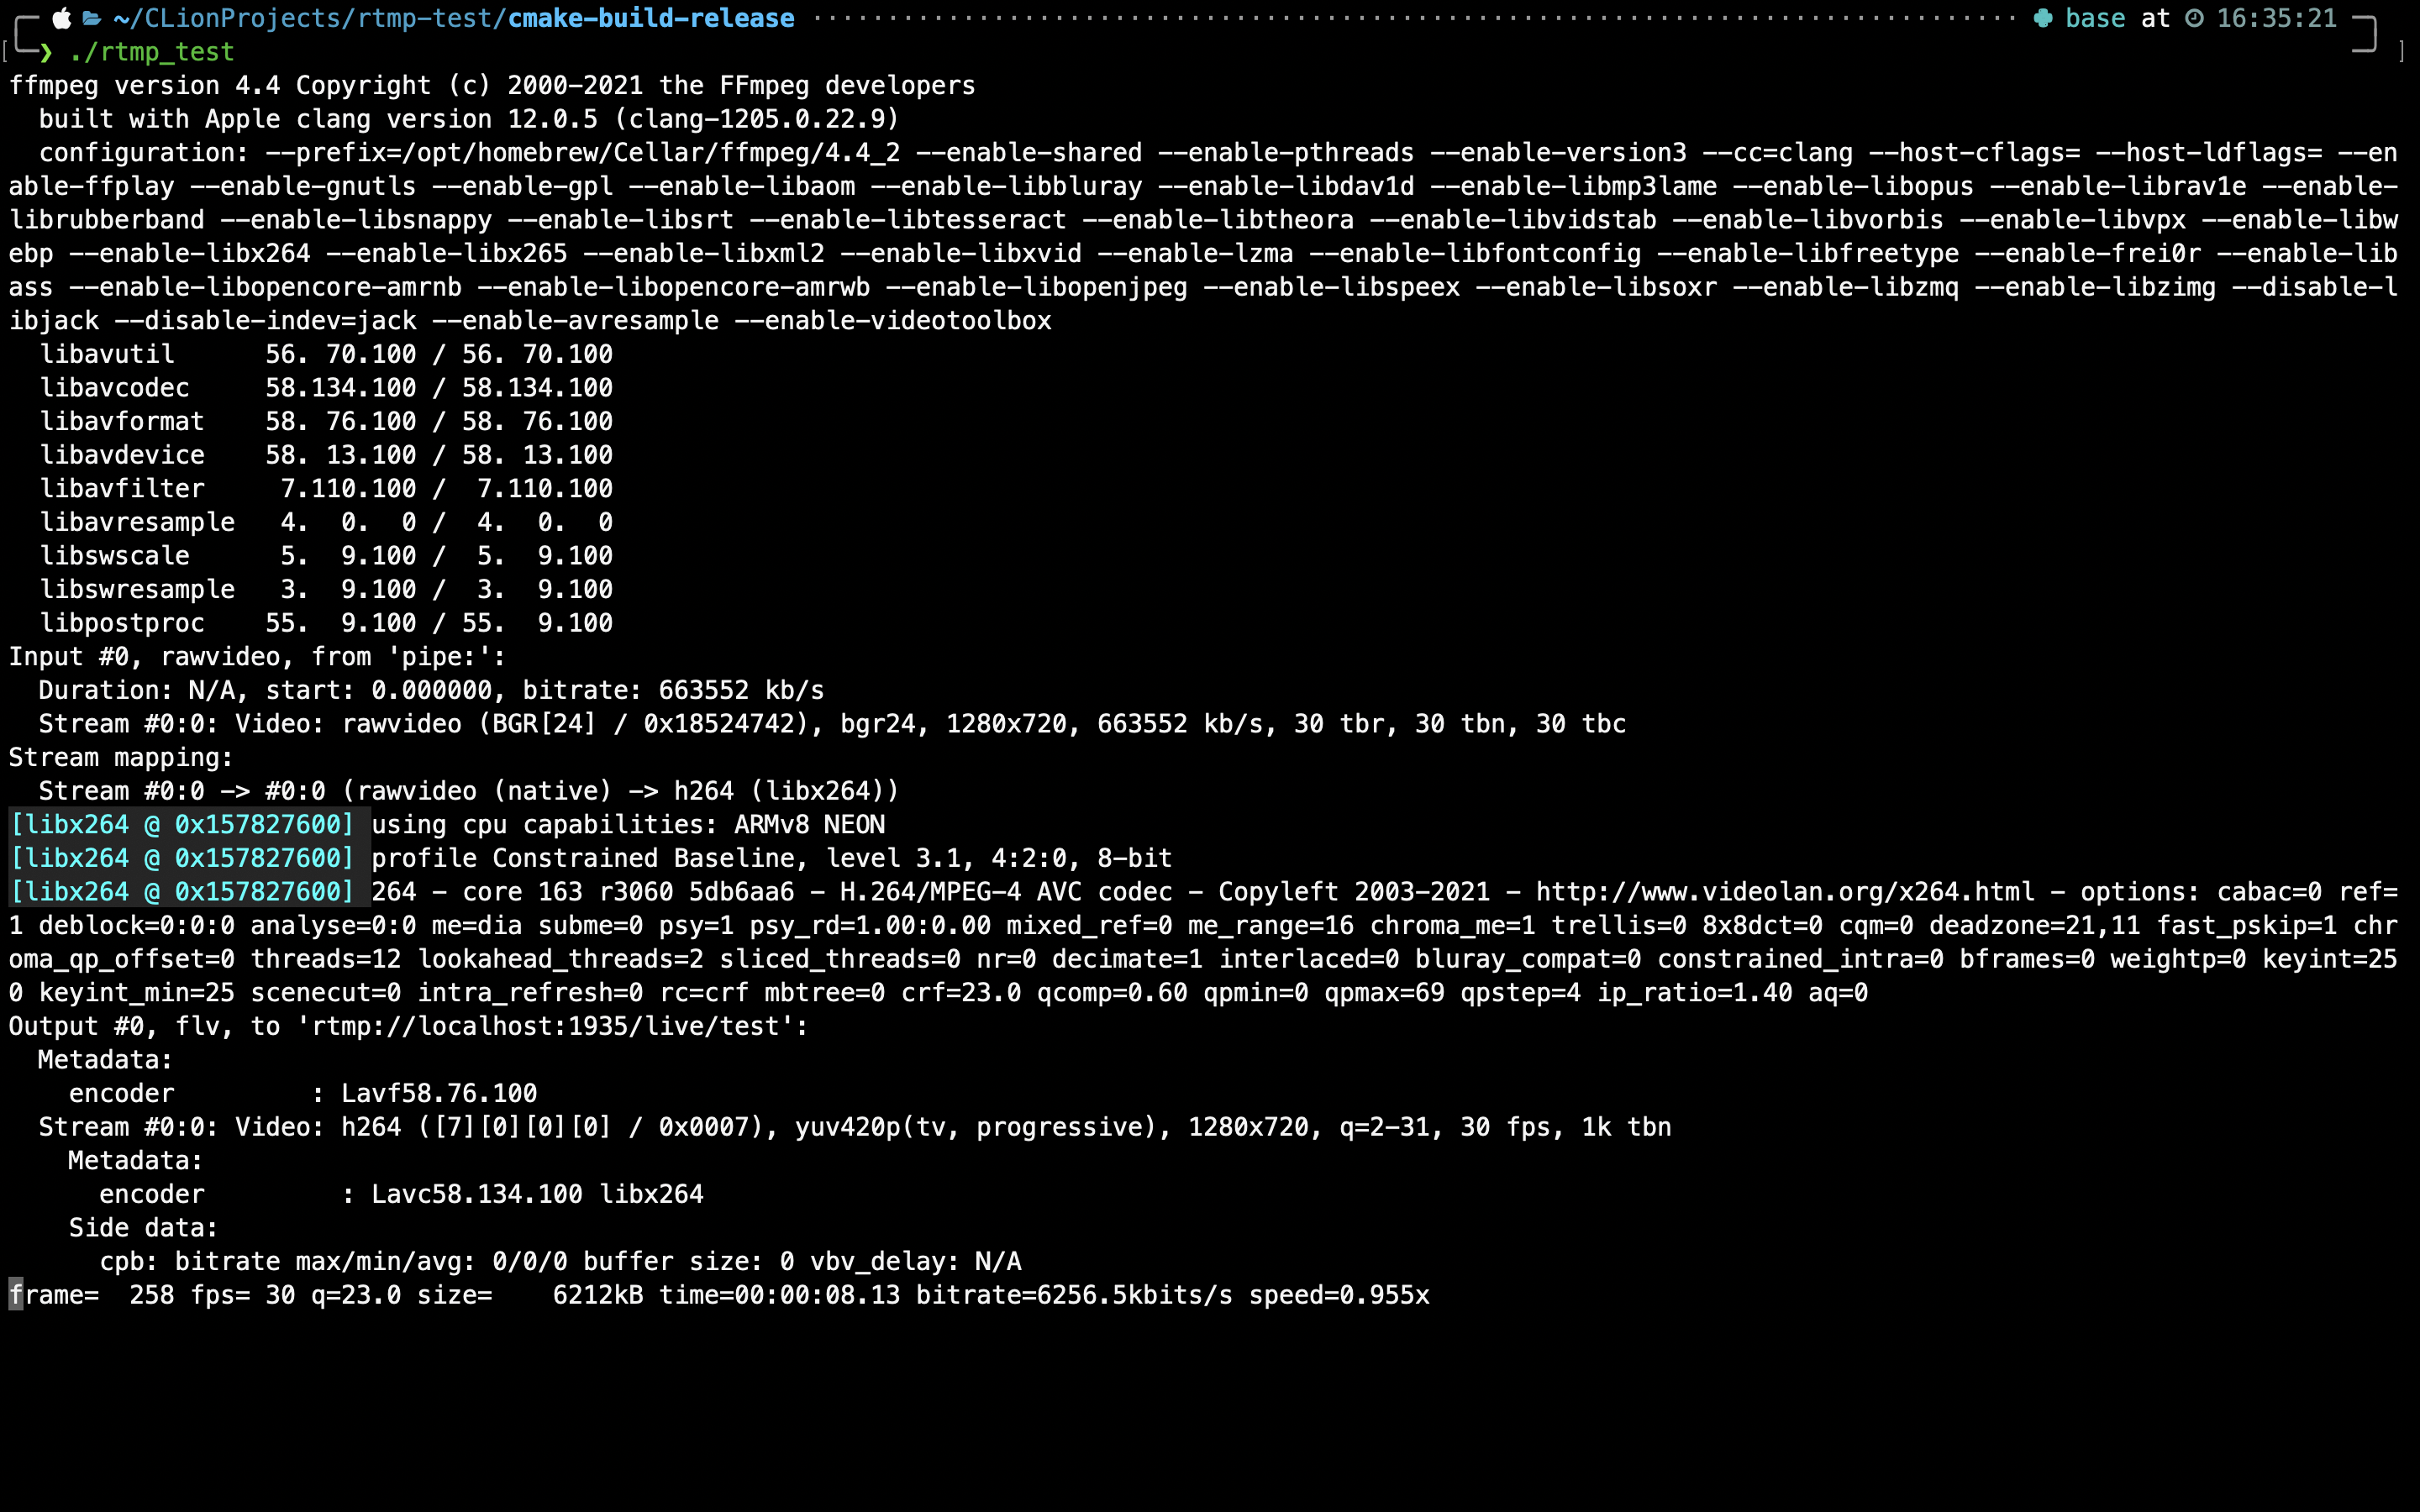 ~/CLionProjects/rtmp-test/cmake-build-release base at 16:35:21
[ ❯ ./rtmp_test ]
ffmpeg version 4.4 Copyright (c) 2000-2021 the FFmpeg developers
  built with Apple clang version 12.0.5 (clang-1205.0.22.9)
  configuration: --prefix=/opt/homebrew/Cellar/ffmpeg/4.4_2 --enable-shared --enable-pthreads --enable-version3 --cc=clang --host-cflags= --host-ldflags= --en
able-ffplay --enable-gnutls --enable-gpl --enable-libaom --enable-libbluray --enable-libdav1d --enable-libmp3lame --enable-libopus --enable-librav1e --enable-
librubberband --enable-libsnappy --enable-libsrt --enable-libtesseract --enable-libtheora --enable-libvidstab --enable-libvorbis --enable-libvpx --enable-libw
ebp --enable-libx264 --enable-libx265 --enable-libxml2 --enable-libxvid --enable-lzma --enable-libfontconfig --enable-libfreetype --enable-frei0r --enable-lib
ass --enable-libopencore-amrnb --enable-libopencore-amrwb --enable-libopenjpeg --enable-libspeex --enable-libsoxr --enable-libzmq --enable-libzimg --disable-l
ibjack --disable-indev=jack --enable-avresample --enable-videotoolbox
  libavutil      56. 70.100 / 56. 70.100
  libavcodec     58.134.100 / 58.134.100
  libavformat    58. 76.100 / 58. 76.100
  libavdevice    58. 13.100 / 58. 13.100
  libavfilter     7.110.100 /  7.110.100
  libavresample   4.  0.  0 /  4.  0.  0
  libswscale      5.  9.100 /  5.  9.100
  libswresample   3.  9.100 /  3.  9.100
  libpostproc    55.  9.100 / 55.  9.100
Input #0, rawvideo, from 'pipe:':
  Duration: N/A, start: 0.000000, bitrate: 663552 kb/s
  Stream #0:0: Video: rawvideo (BGR[24] / 0x18524742), bgr24, 1280x720, 663552 kb/s, 30 tbr, 30 tbn, 30 tbc
Stream mapping:
  Stream #0:0 -> #0:0 (rawvideo (native) -> h264 (libx264))
[libx264 @ 0x157827600] using cpu capabilities: ARMv8 NEON
[libx264 @ 0x157827600] profile Constrained Baseline, level 3.1, 4:2:0, 8-bit
[libx264 @ 0x157827600] 264 - core 163 r3060 5db6aa6 - H.264/MPEG-4 AVC codec - Copyleft 2003-2021 - http://www.videolan.org/x264.html - options: cabac=0 ref=
1 deblock=0:0:0 analyse=0:0 me=dia subme=0 psy=1 psy_rd=1.00:0.00 mixed_ref=0 me_range=16 chroma_me=1 trellis=0 8x8dct=0 cqm=0 deadzone=21,11 fast_pskip=1 chr
oma_qp_offset=0 threads=12 lookahead_threads=2 sliced_threads=0 nr=0 decimate=1 interlaced=0 bluray_compat=0 constrained_intra=0 bframes=0 weightp=0 keyint=25
0 keyint_min=25 scenecut=0 intra_refresh=0 rc=crf mbtree=0 crf=23.0 qcomp=0.60 qpmin=0 qpmax=69 qpstep=4 ip_ratio=1.40 aq=0
Output #0, flv, to 'rtmp://localhost:1935/live/test':
  Metadata:
    encoder         : Lavf58.76.100
  Stream #0:0: Video: h264 ([7][0][0][0] / 0x0007), yuv420p(tv, progressive), 1280x720, q=2-31, 30 fps, 1k tbn
    Metadata:
      encoder         : Lavc58.134.100 libx264
    Side data:
      cpb: bitrate max/min/avg: 0/0/0 buffer size: 0 vbv_delay: N/A
frame=  258 fps= 30 q=23.0 size=    6212kB time=00:00:08.13 bitrate=6256.5kbits/s speed=0.955x